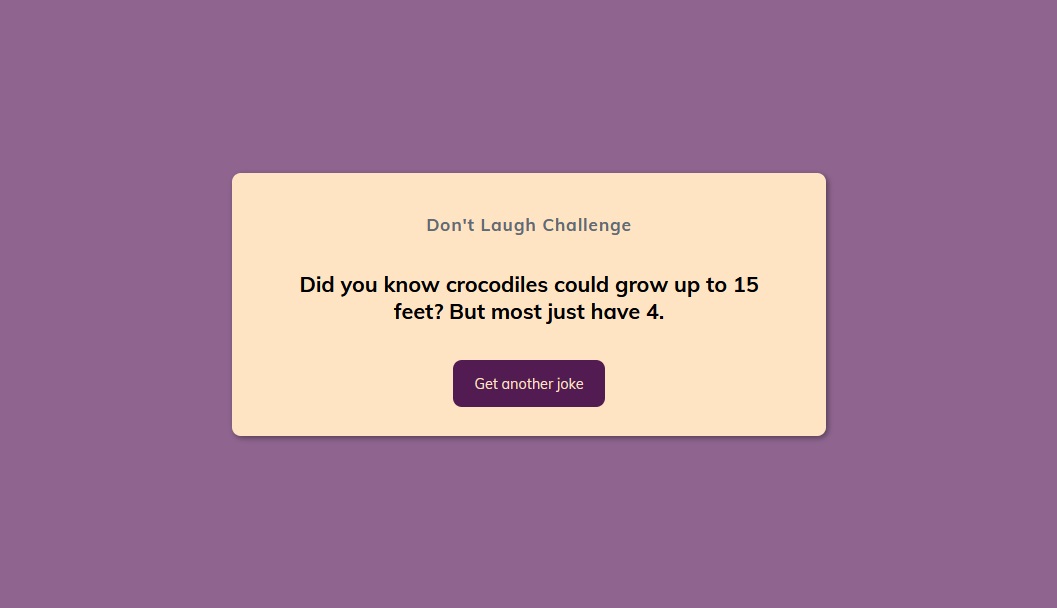 Don't Laugh Challenge
Did you know crocodiles could grow up to 15
feet? But most just have 4.
Get another joke